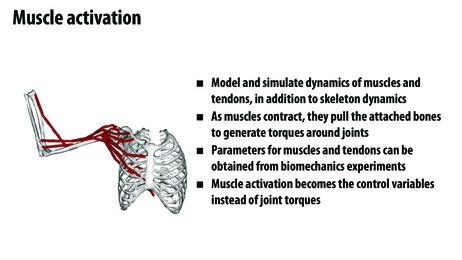 Muscle activation
■ Model and simulate dynamics of muscles and
tendons, in addition to skeleton dynamics
■ As muscles contract, they pull the attached bones
to generate torques around joints
■ Parameters for muscles and tendons can be
obtained from biomechanics experiments
■ Muscle activation becomes the control variables
instead of joint torques